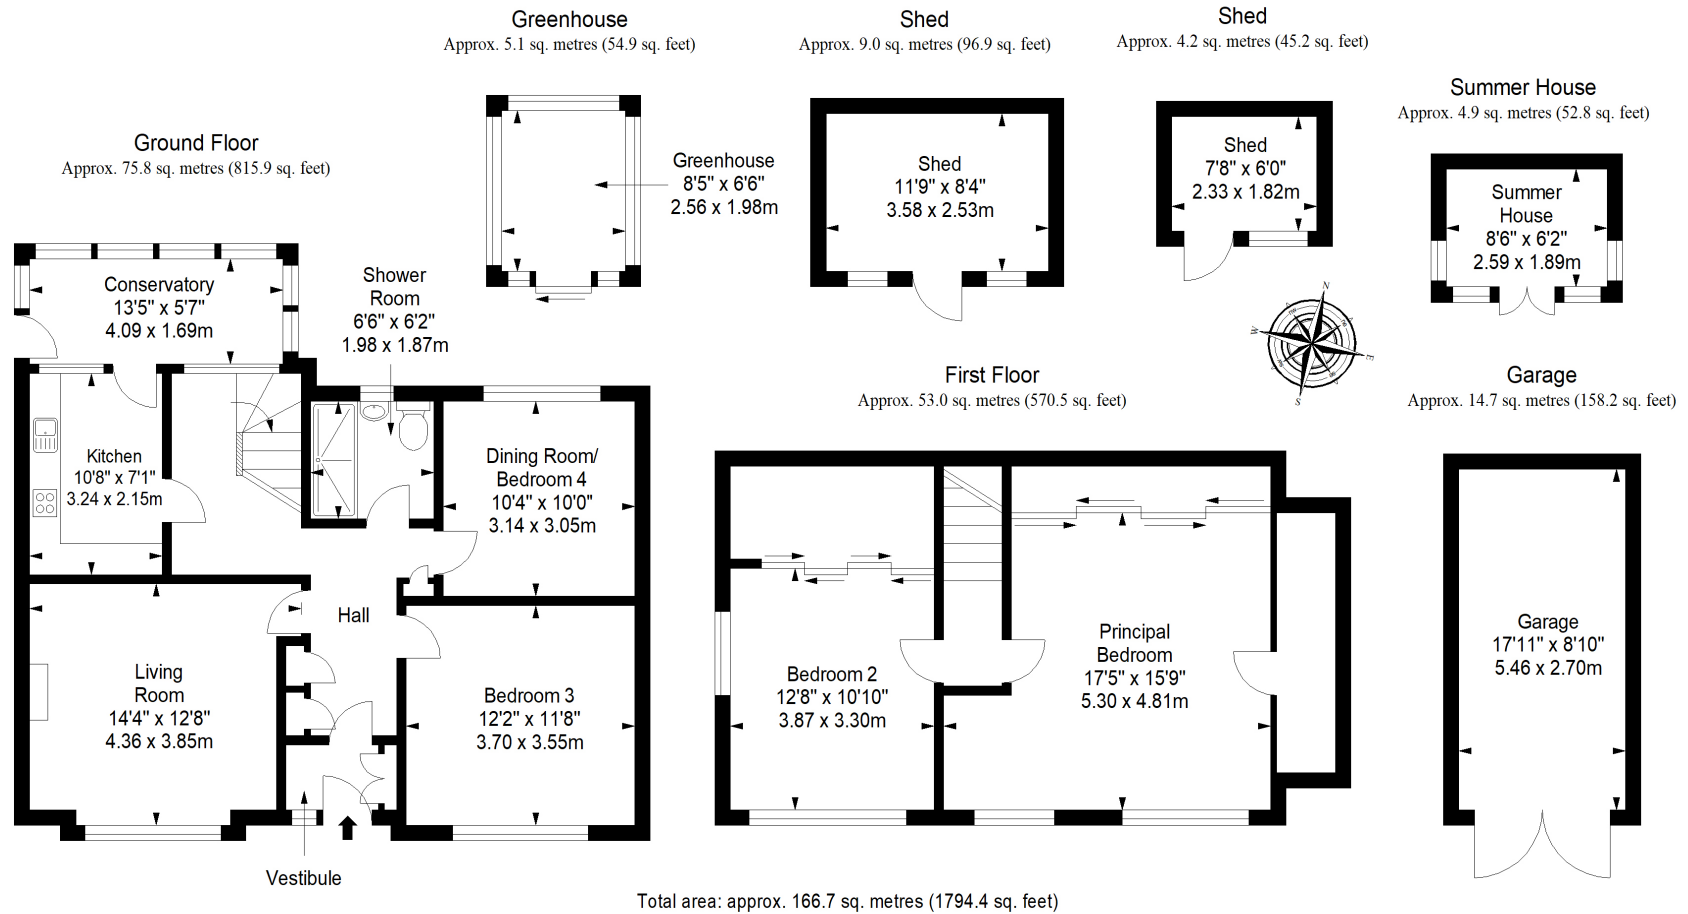 Greenhouse
Approx. 5.1 sq. metres (54.9 sq. feet)
Shed
Approx. 9.0 sq. metres (96.9 sq. feet)
Shed
Approx. 4.2 sq. metres (45.2 sq. feet)
Summer House
Approx. 4.9 sq. metres (52.8 sq. feet)
Ground Floor
Approx. 75.8 sq. metres (815.9 sq. feet)
Greenhouse
8'5" x 6'6"
2.56 x 1.98m
Shed
11'9" x 8'4"
3.58 x 2.53m
Shed
7'8" x 6'0"
2.33 x 1.82m
Summer
House
8'6" x 6'2"
2.59 x 1.89m
Conservatory
13'5" x 5'7"
4.09 x 1.69m
Shower
Room
6'6" x 6'2"
1.98 x 1.87m
N
W
E
S
First Floor
Approx. 53.0 sq. metres (570.5 sq. feet)
Garage
Approx. 14.7 sq. metres (158.2 sq. feet)
Kitchen
10'8" x 7'1"
3.24 x 2.15m
Dining Room/
Bedroom 4
10'4" x 10'0"
3.14 x 3.05m
Hall
Living
Room
14'4" x 12'8"
4.36 x 3.85m
Bedroom 3
12'2" x 11'8"
3.70 x 3.55m
Bedroom 2
12'8" x 10'10"
3.87 x 3.30m
Principal
Bedroom
17'5" x 15'9"
5.30 x 4.81m
Garage
17'11" x 8'10"
5.46 x 2.70m
Vestibule
Total area: approx. 166.7 sq. metres (1794.4 sq. feet)